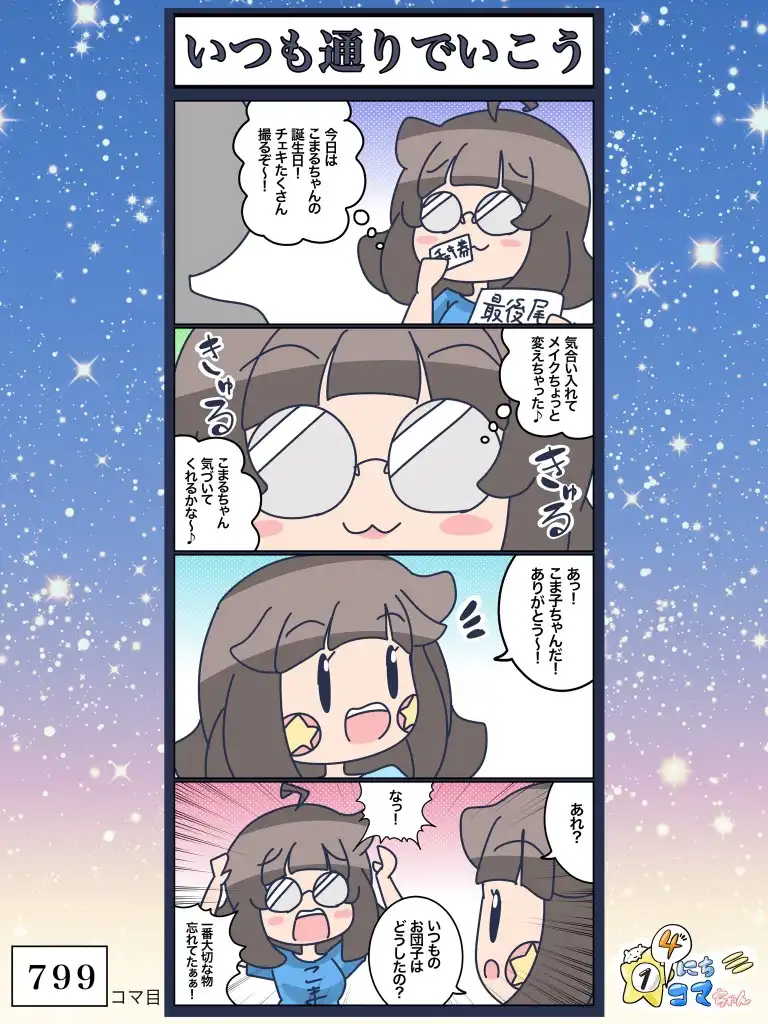 いつも通りでいこう
今日は
こまるちゃんの
誕生日！
チェキたくさん
撮るぞ〜！
チェキ券
最後尾
気合い入れて
メイクちょっと
変えちゃった♪
きゅる
きゅる
こまるちゃん
気づいて
くれるかな〜♪
あっ！
こま子ちゃんだ！
ありがとう〜！
あれ？
いつもの
お団子は
どうしたの？
なっ！
一番大切な物
忘れてたぁぁ！
こま
799
コマ目
1
にち
4
コマ
ちゃん